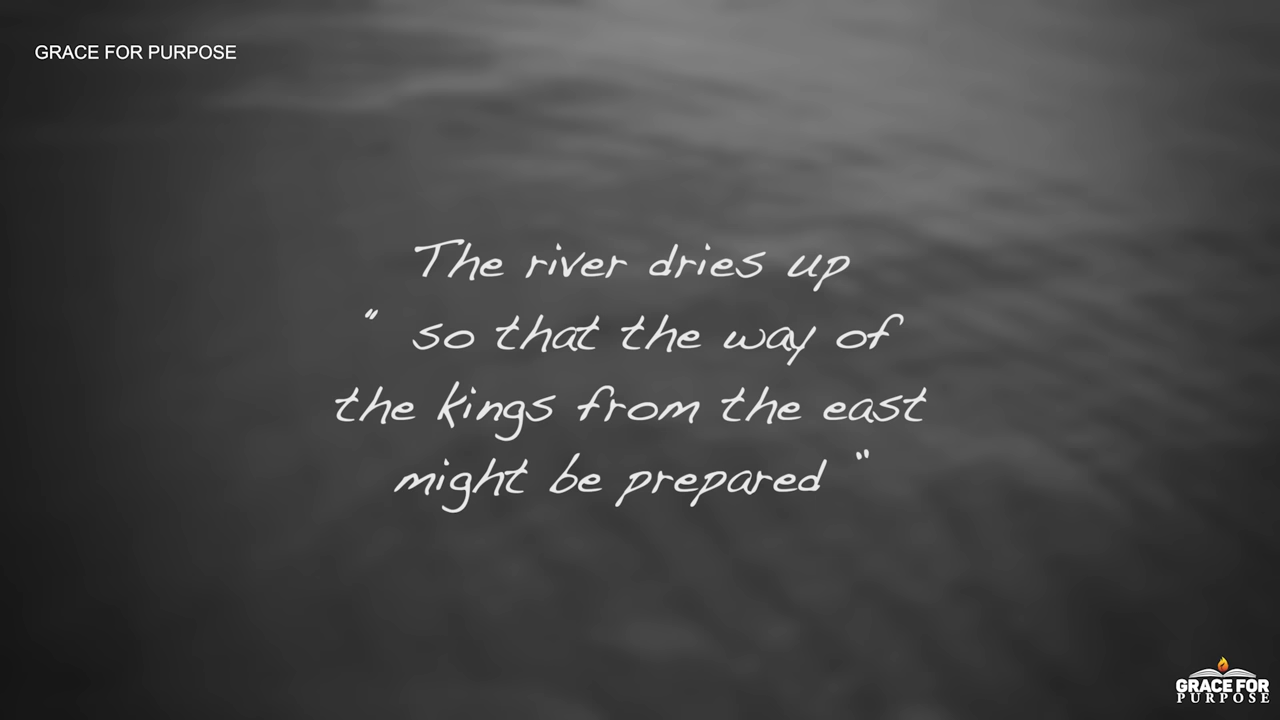 GRACE FOR PURPOSE
The river dries up
" so that the way of
the kings from the east
might be prepared "
GRACE FOR
PURPOSE